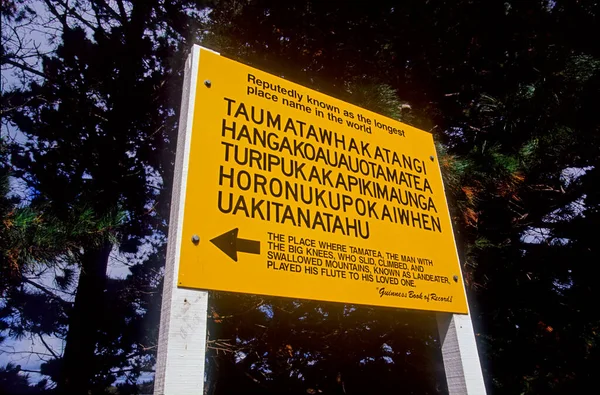 Reputedly known as the longest
place name in the world
TAUMATAWHAKATANGI
HANGAKOAUAUOTAMATEA
TURIPUKAKAPIKIMAUNGA
HORONUKUPOKAIWHEN
UAKITANATAHU
THE PLACE WHERE TAMATEA, THE MAN WITH
THE BIG KNEES, WHO SLID, CLIMBED, AND
SWALLOWED MOUNTAINS, KNOWN AS LANDEATER,
PLAYED HIS FLUTE TO HIS LOVED ONE.
"Guinness Book of Records"